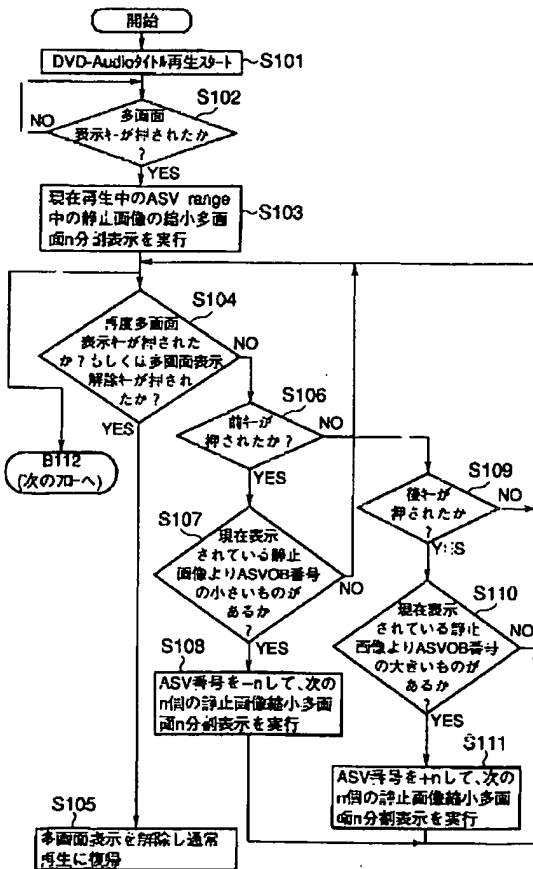 開始
DVD-Audioタイトル再生スタート
S101
S102
多画面
表示キーが押されたか
?
NO
YES
現在再生中のASV range
中の静止画像の縮小多画
面n分割表示を実行
S103
S104
再度多画面
表示キーが押された
か?もしくは多画面表示
解除キーが押され
たか?
NO
YES
B112
(次のフローへ)
S106
前キーが
押されたか?
NO
YES
S109
後キーが
押されたか
?
NO
YES
S107
現在表示
されている静止
画像よりASVOB番号
の小さいものが
あるか
?
NO
YES
S110
現在表示
されている静止
画像よりASVOB番号
の大きいものが
あるか
?
NO
YES
S108
ASV番号を-nして、次の
n個の静止画像縮小多画
面n分割表示を実行
S111
ASV番号を+nして、次の
n個の静止画像縮小多画
面n分割表示を実行
S105
多画面表示を解除し通常
再生に復帰